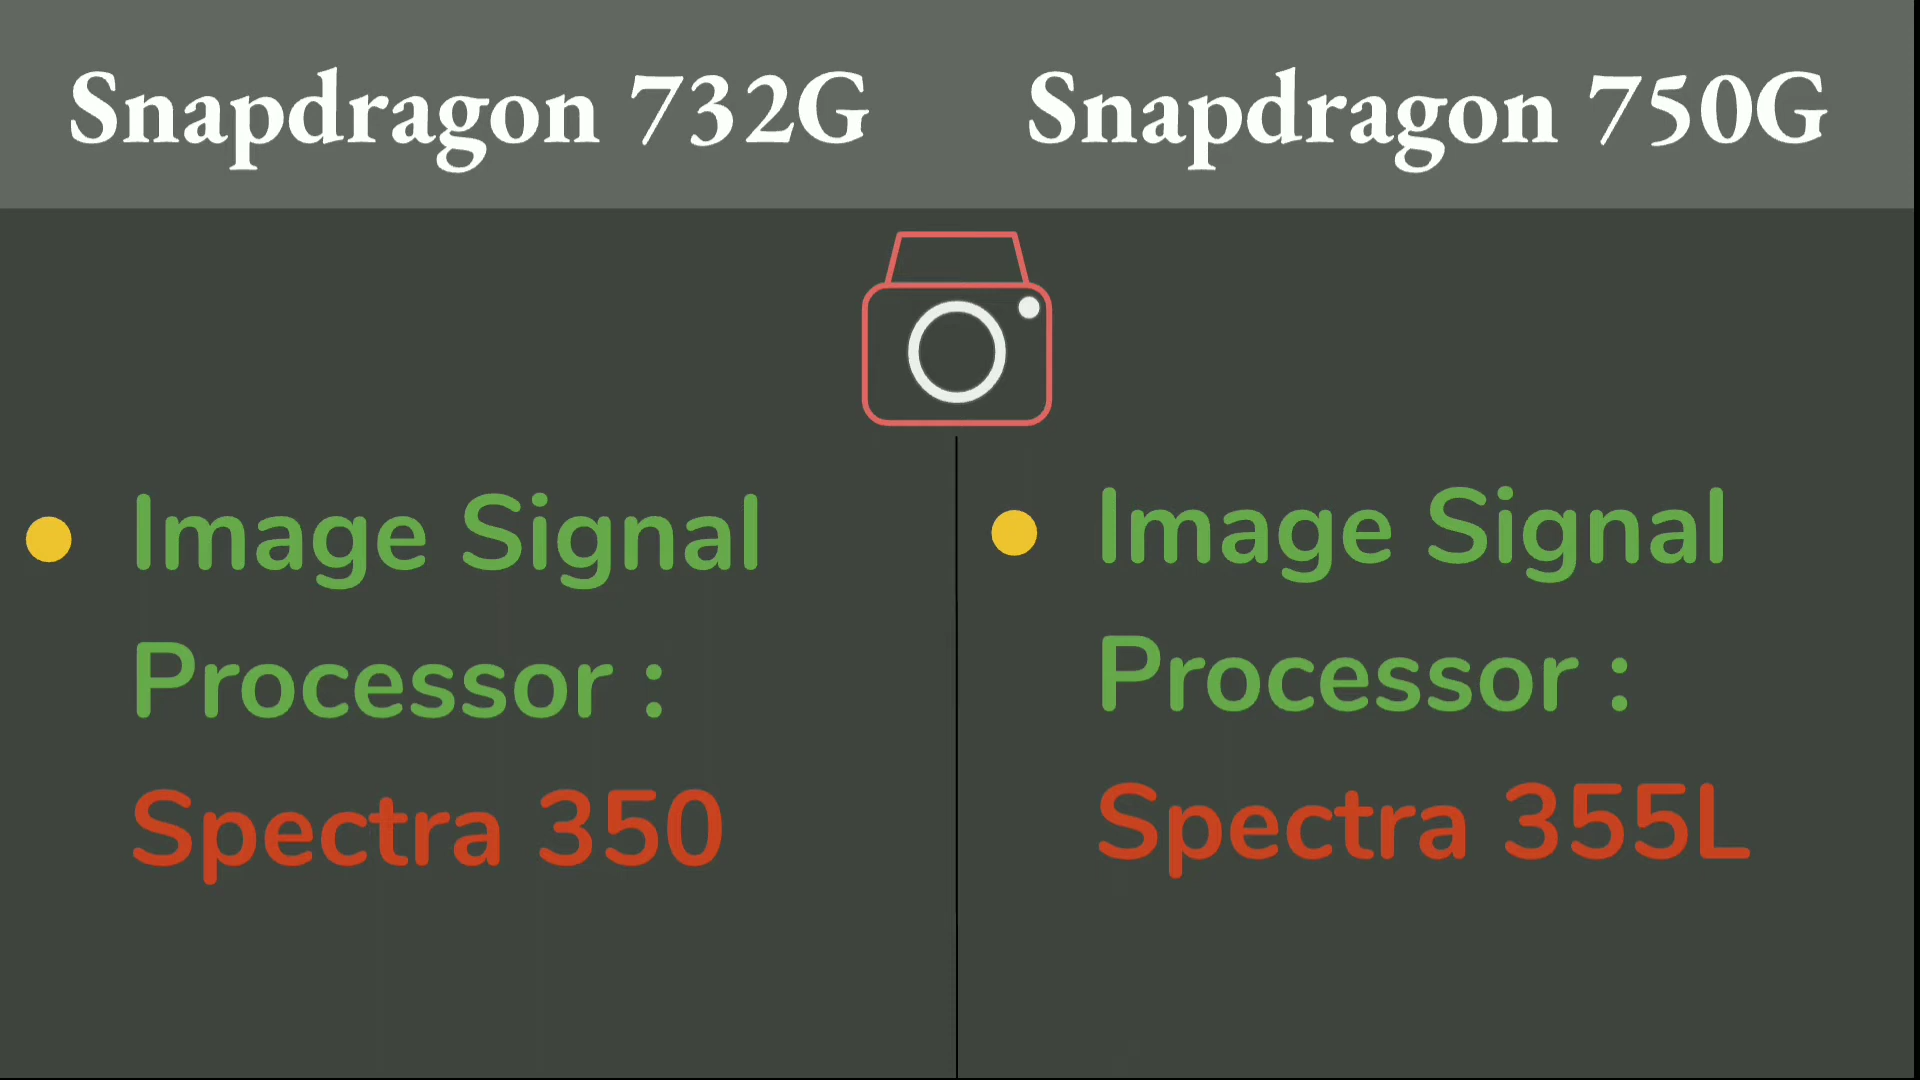 Snapdragon 732G
Snapdragon 750G
Image Signal
Processor :
Spectra 350
Image Signal
Processor :
Spectra 355L